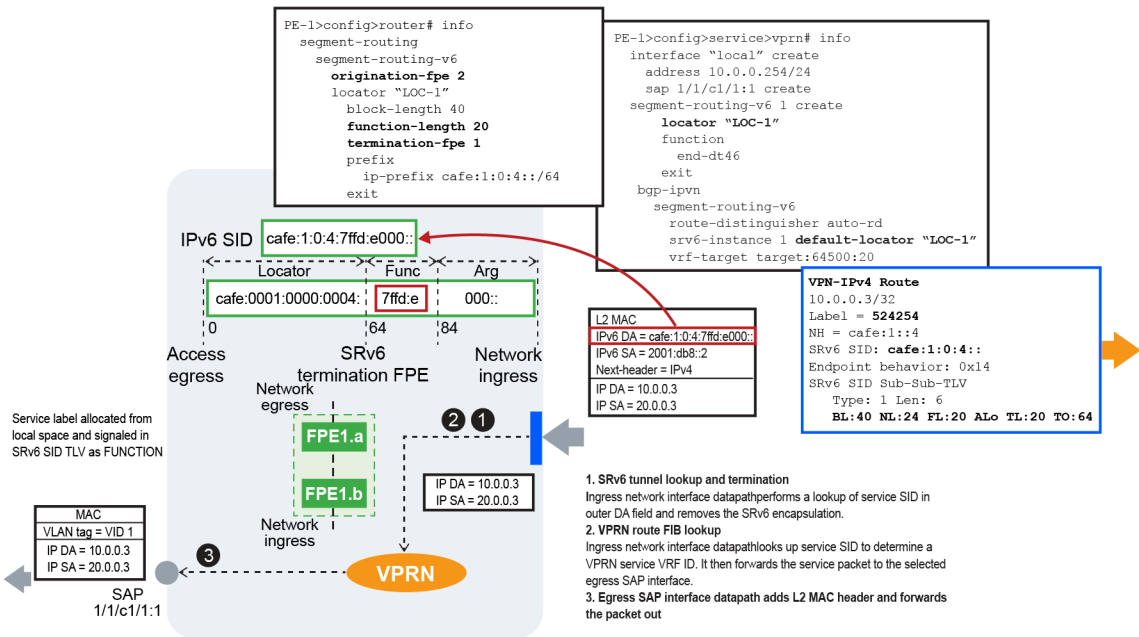 PE-1>config>router# info
segment-routing
segment-routing-v6
origination-fpe 2
locator “LOC-1”
block-length 40
function-length 20
termination-fpe 1
prefix
ip-prefix cafe:1:0:4::/64
exit
PE-1>config>service>vprn# info
interface “local” create
address 10.0.0.254/24
sap 1/1/c1/1:1 create
segment-routing-v6 1 create
locator “LOC-1”
function
end-dt46
exit
bgp-ipvn
segment-routing-v6
route-distinguisher auto-rd
srv6-instance 1 default-locator “LOC-1”
vrf-target target:64500:20
IPv6 SID
cafe:1:0:4:7ffd:e000::
Locator
Func
Arg
cafe:0001:0000:0004:
7ffd:e
000::
0
64
84
Access
egress
SRv6
termination FPE
Network
ingress
VPN-IPv4 Route
10.0.0.3/32
Label = 524254
NH = cafe:1::4
SRv6 SID: cafe:1:0:4::
Endpoint behavior: 0x14
SRv6 SID Sub-Sub-TLV
Type: 1 Len: 6
BL:40 NL:24 FL:20 ALo TL:20 TO:64
L2 MAC
IPv6 DA = cafe:1:0:4:7ffd:e000::
IPv6 SA = 2001:db8::2
Next-header = IPv4
IP DA = 10.0.0.3
IP SA = 20.0.0.3
Network
egress
FPE1.a
FPE1.b
Network
ingress
2
1
IP DA = 10.0.0.3
IP SA = 20.0.0.3
Service label allocated from
local space and signaled in
SRv6 SID TLV as FUNCTION
MAC
VLAN tag = VID 1
IP DA = 10.0.0.3
IP SA = 20.0.0.3
SAP
1/1/c1/1:1
3
VPRN
1. SRv6 tunnel lookup and termination
Ingress network interface datapathperforms a lookup of service SID in
outer DA field and removes the SRv6 encapsulation.
2. VPRN route FIB lookup
Ingress network interface datapathlooks up service SID to determine a
VPRN service VRF ID. It then forwards the service packet to the selected
egress SAP interface.
3. Egress SAP interface datapath adds L2 MAC header and forwards
the packet out